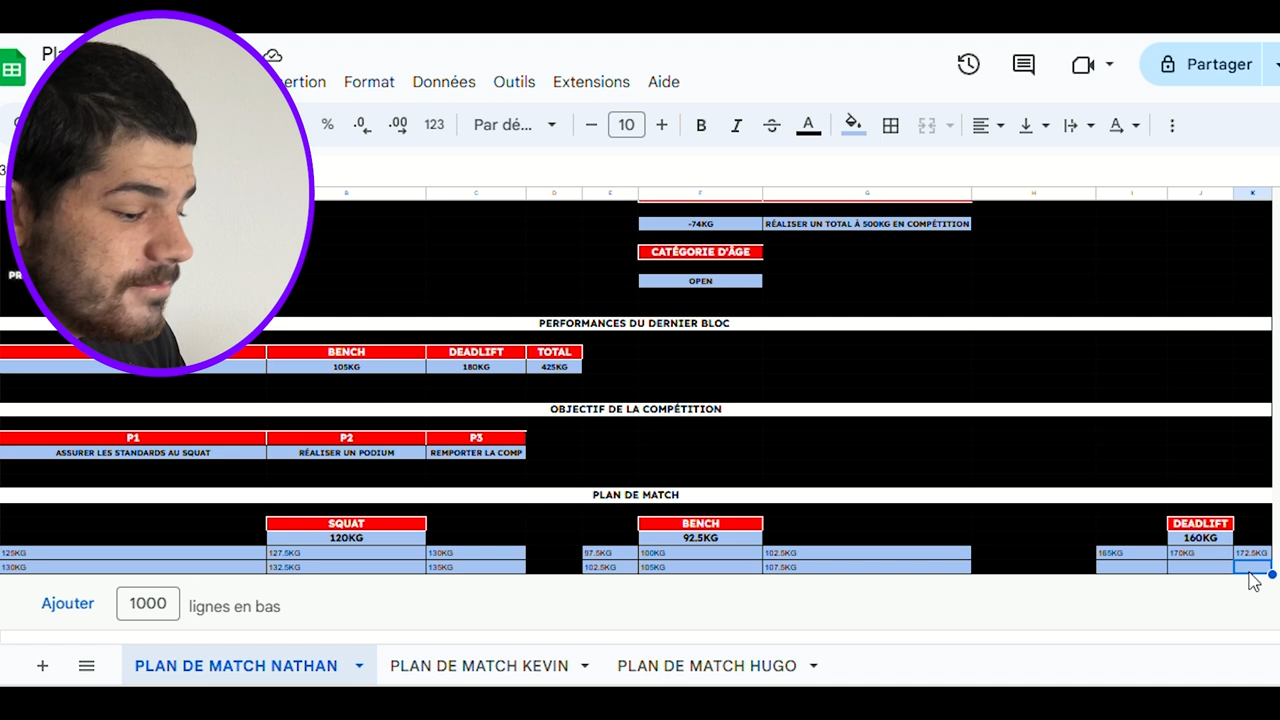 Pl
ertion Format Données Outils Extensions Aide
Partager
% .0 .00 123 Par dé... − 10 + B I S A
3
B C D E F G H I J K
-74KG RÉALISER UN TOTAL À 500KG EN COMPÉTITION
CATÉGORIE D'ÂGE
PR
OPEN
PERFORMANCES DU DERNIER BLOC
BENCH DEADLIFT TOTAL
105KG 180KG 425KG
OBJECTIF DE LA COMPÉTITION
P1 P2 P3
ASSURER LES STANDARDS AU SQUAT RÉALISER UN PODIUM REMPORTER LA COMP
PLAN DE MATCH
SQUAT BENCH DEADLIFT
120KG 92.5KG 160KG
125KG 127.5KG 130KG 97.5KG 100KG 102.5KG 165KG 170KG 172.5KG
130KG 132.5KG 135KG 102.5KG 105KG 107.5KG
Ajouter 1000 lignes en bas
+ PLAN DE MATCH NATHAN PLAN DE MATCH KEVIN PLAN DE MATCH HUGO